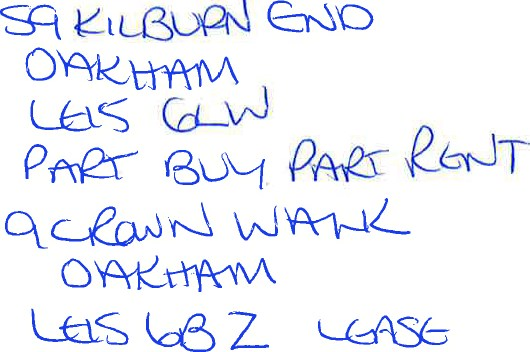 59 KILBURN END
OAKHAM
LE15 6LW
PART BUY PART RENT
9 CROWN WALK
OAKHAM
LE15 6BZ LEASE